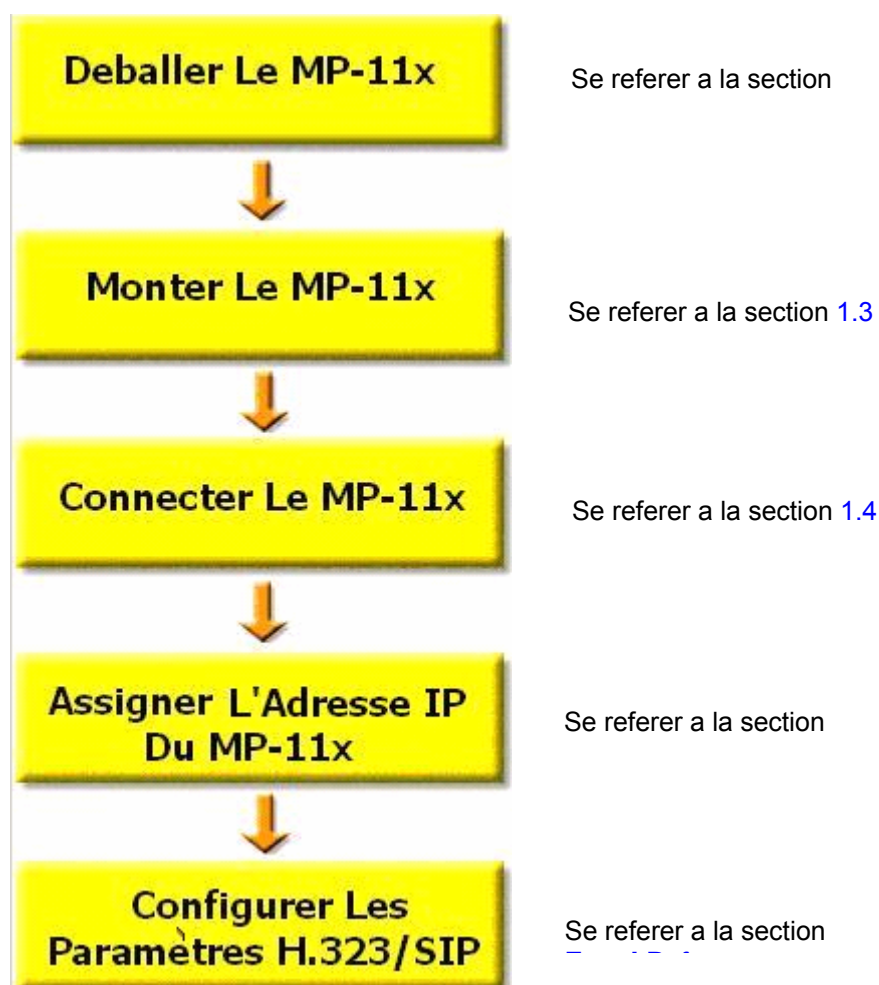 Deballer Le MP-11x
Se referer a la section
Monter Le MP-11x
Se referer a la section 1.3
Connecter Le MP-11x
Se referer a la section 1.4
Assigner L'Adresse IP
Du MP-11x
Se referer a la section
Configurer Les
Paramètres H.323/SIP
Se referer a la section